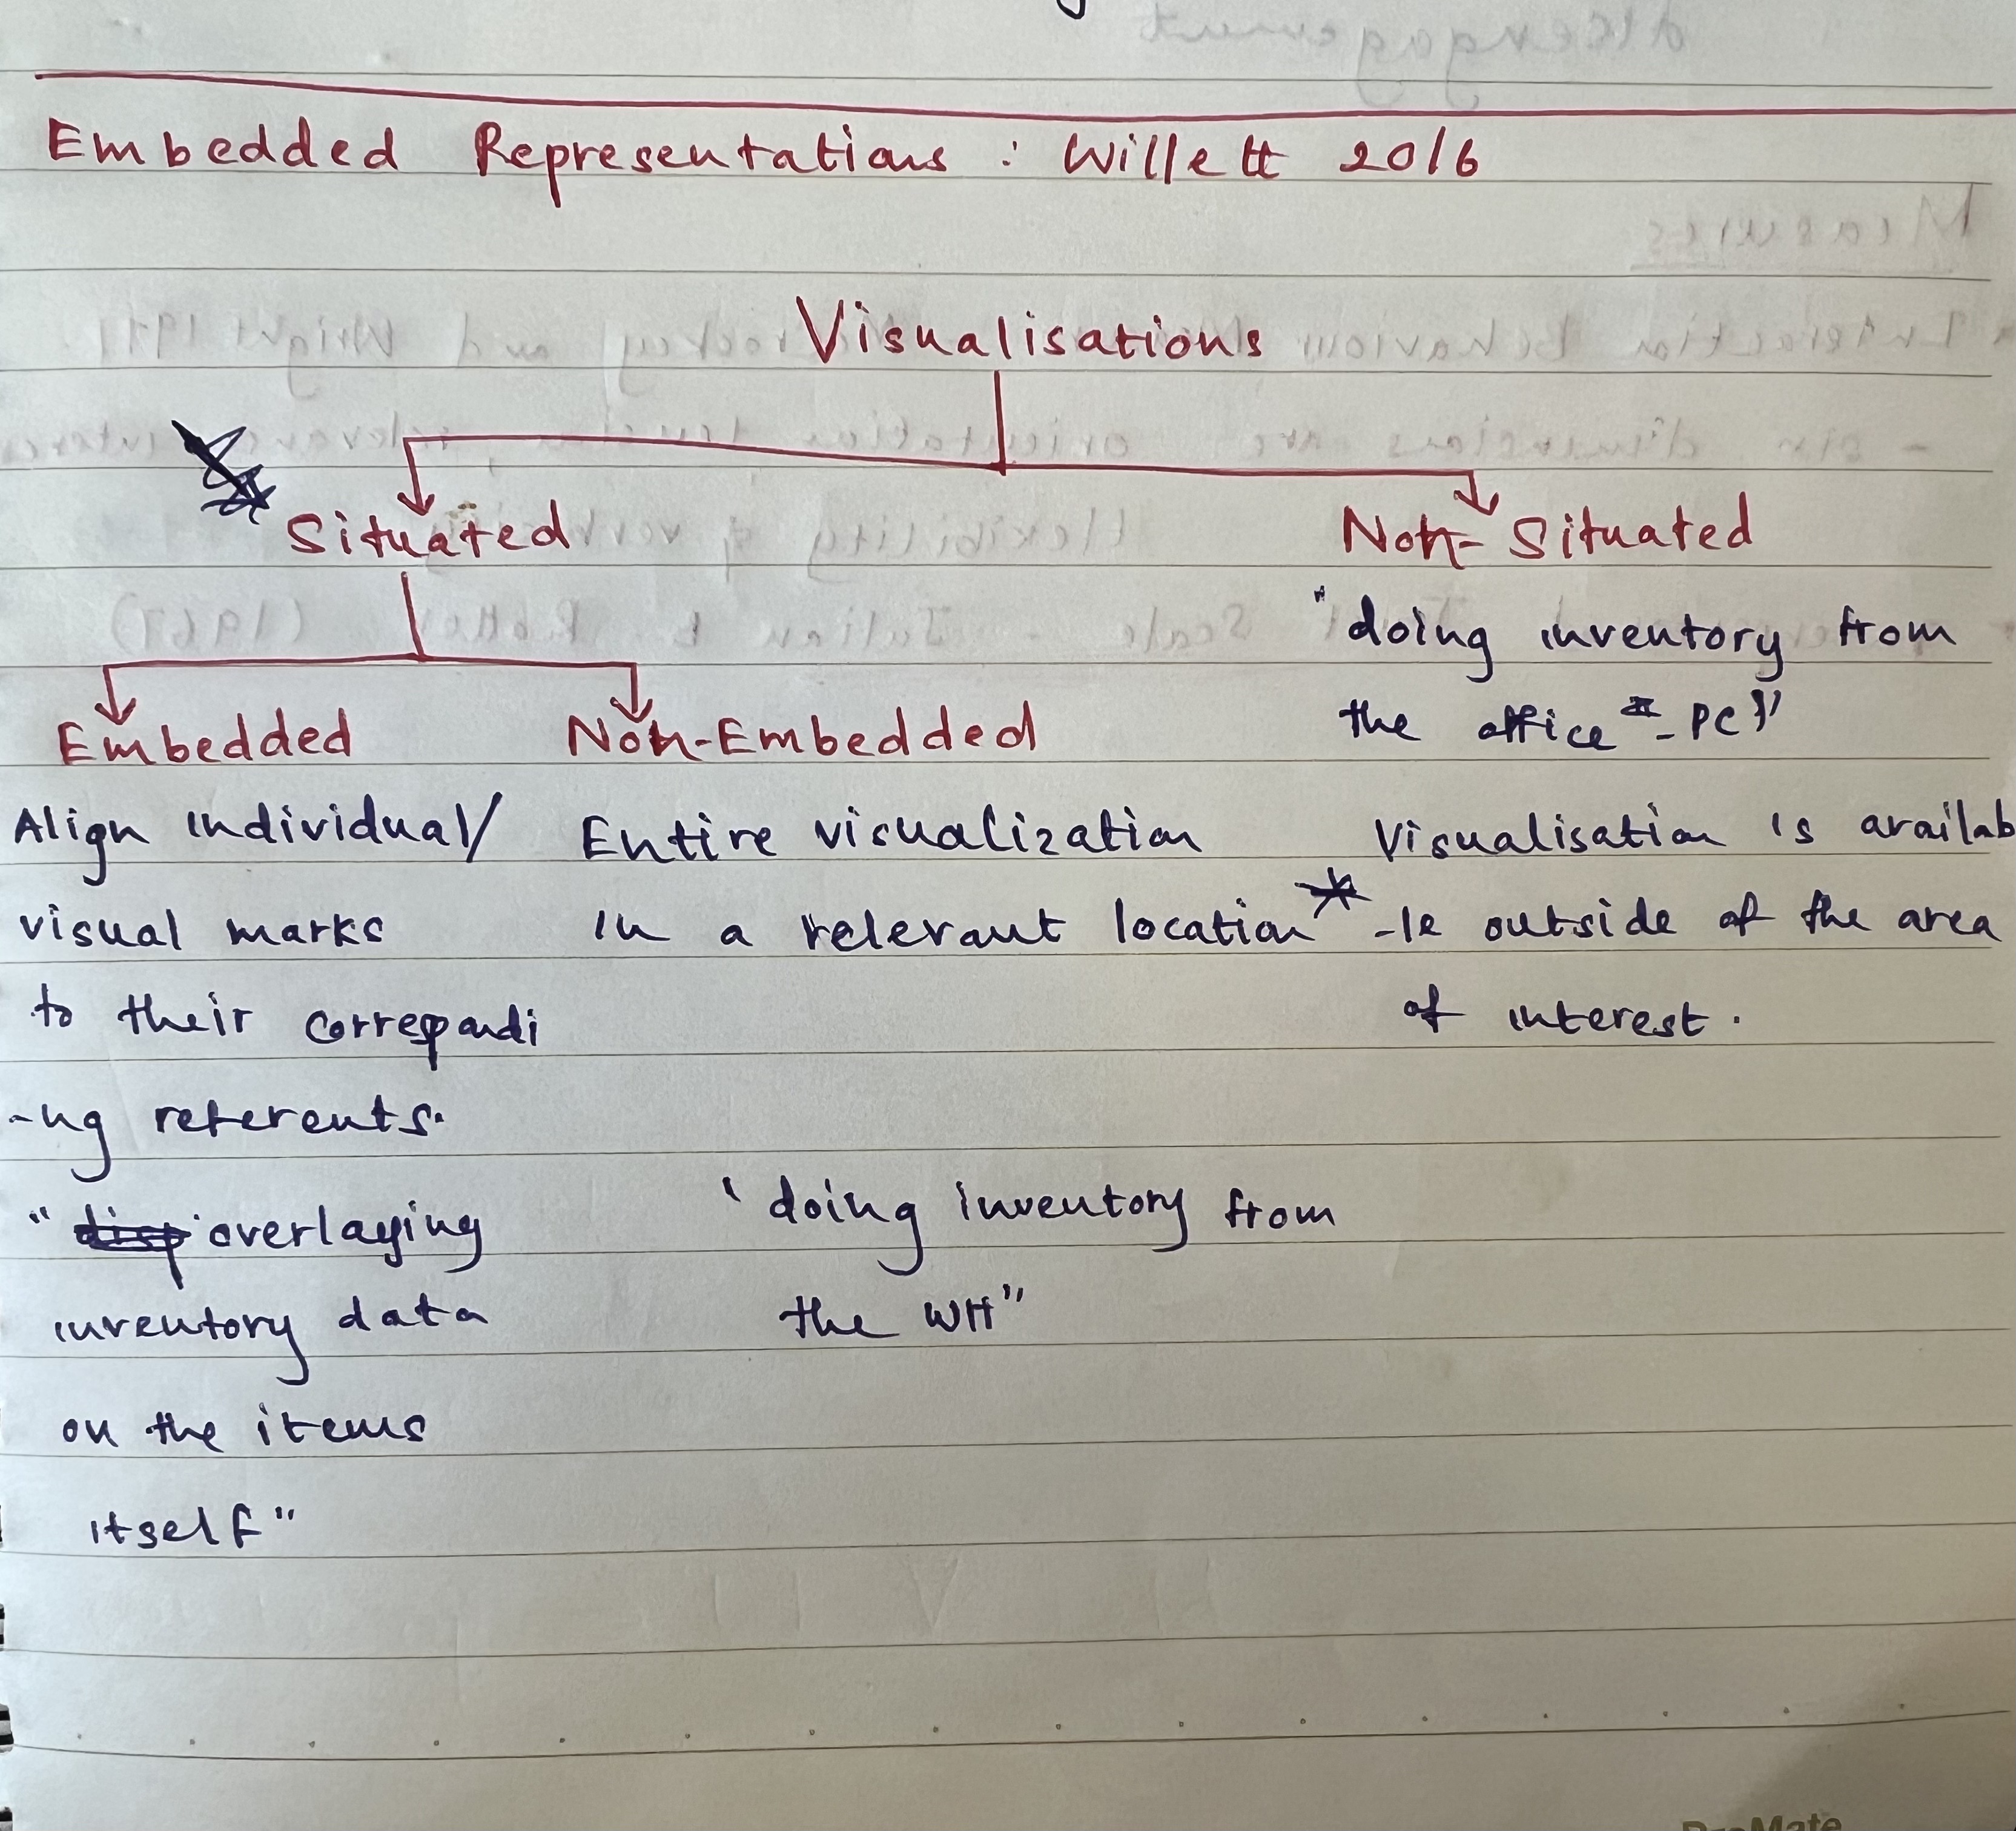 Embedded Representations : Willett 2016
Visualisations
Situated
Non-Situated
"doing inventory from
the office - PC"
Embedded
Non-Embedded
Align individual/
visual marks
to their correspondi
-ng referents.
"overlaying
inventory data
on the items
itself"
Entire visualization
in a relevant location*
'doing inventory from
the WH"
Visualisation is availab
-le outside of the area
of interest.